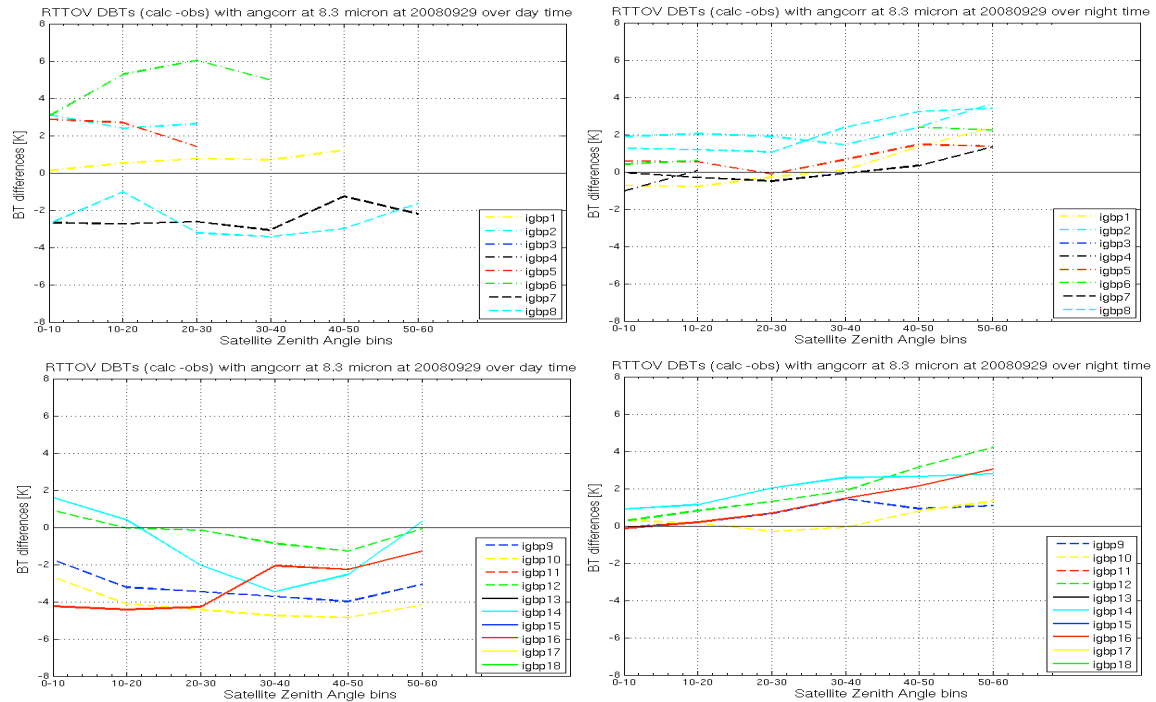 RTTOV DBTs (calc -obs) with angcorr at 8.3 micron at 20080929 over day time
8
6
4
2
0
-2
-4
-6
-8
BT differences [K]
0-10 10-20 20-30 30-40 40-50 50-60
Satellite Zenith Angle bins
igbp1
igbp2
igbp3
igbp4
igbp5
igbp6
igbp7
igbp8
RTTOV DBTs (calc -obs) with angcorr at 8.3 micron at 20080929 over night time
8
6
4
2
0
-2
-4
-6
-8
BT differences [K]
0-10 10-20 20-30 30-40 40-50 50-60
Satellite Zenith Angle bins
igbp1
igbp2
igbp3
igbp4
igbp5
igbp6
igbp7
igbp8
RTTOV DBTs (calc -obs) with angcorr at 8.3 micron at 20080929 over day time
8
6
4
2
0
-2
-4
-6
-8
BT differences [K]
0-10 10-20 20-30 30-40 40-50 50-60
Satellite Zenith Angle bins
igbp9
igbp10
igbp11
igbp12
igbp13
igbp14
igbp15
igbp16
igbp17
igbp18
RTTOV DBTs (calc -obs) with angcorr at 8.3 micron at 20080929 over night time
8
6
4
2
0
-2
-4
-6
-8
BT differences [K]
0-10 10-20 20-30 30-40 40-50 50-60
Satellite Zenith Angle bins
igbp9
igbp10
igbp11
igbp12
igbp13
igbp14
igbp15
igbp16
igbp17
igbp18